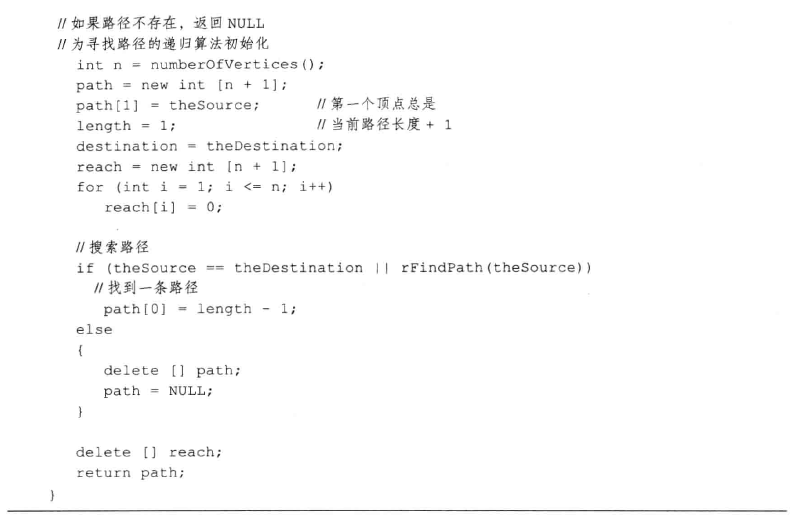 // 如果路径不存在，返回 NULL
// 为寻找路径的递归算法初始化
int n = numberOfVertices();
path = new int [n + 1];
path[1] = theSource; // 第一个顶点总是
length = 1; // 当前路径长度 + 1
destination = theDestination;
reach = new int [n + 1];
for (int i = 1; i <= n; i++)
reach[i] = 0;
// 搜索路径
if (theSource == theDestination || rFindPath(theSource))
// 找到一条路径
path[0] = length - 1;
else
{
delete [] path;
path = NULL;
}
delete [] reach;
return path;
}